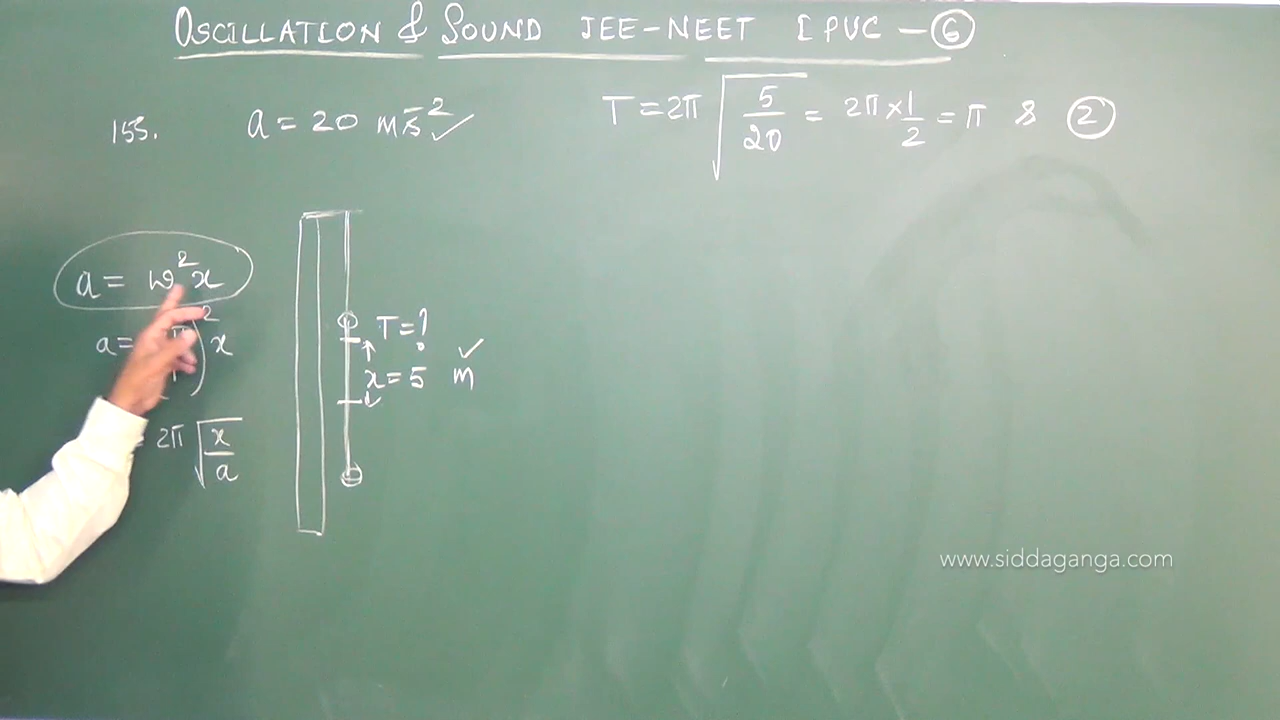 OSCILLATION & SOUND JEE-NEET I PUC - ⑥
155. a = 20 ms⁻² ✓
T = 2π √(5/20) = 2π × 1/2 = π s ②
a = ω²x
a = ( )² x
2π √(x/a)
T = ?
x = 5 m ✓
www.siddaganga.com